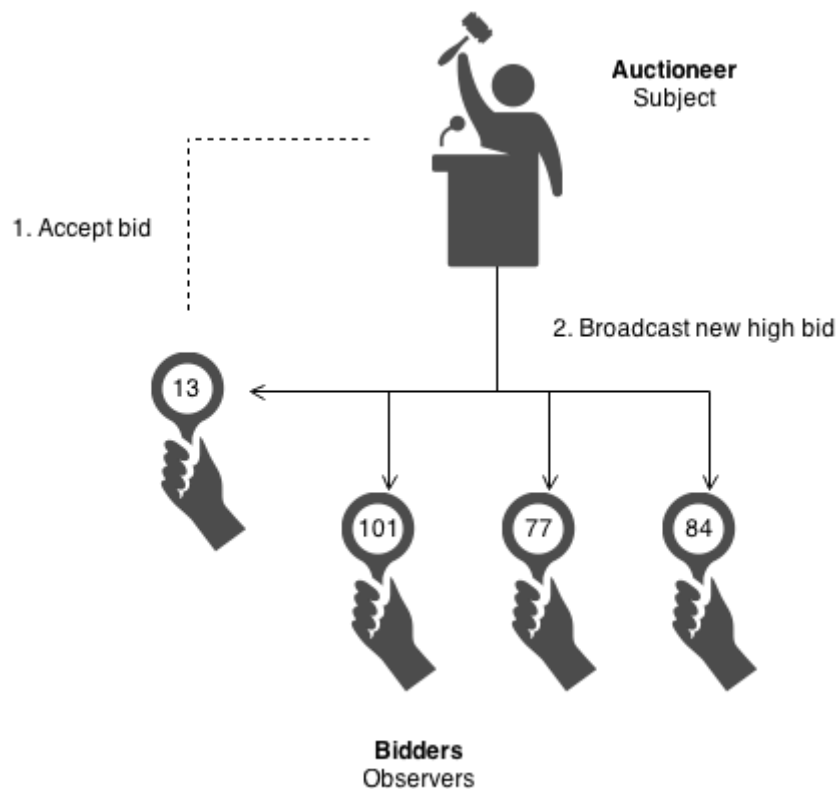 Auctioneer
Subject
1. Accept bid
2. Broadcast new high bid
13
101
77
84
Bidders
Observers